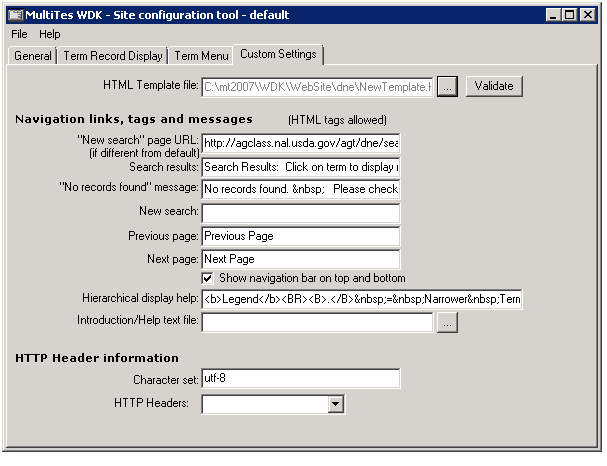 MultiTes WDK - Site configuration tool - default
File Help
General Term Record Display Term Menu Custom Settings
HTML Template file: C:\mt2007\WDK\WebSite\dne\NewTemplate.h ... Validate
Navigation links, tags and messages (HTML tags allowed)
"New search" page URL: http://agclass.nal.usda.gov/agt/dne/sea
(if different from default)
Search results: Search Results: Click on term to display
"No records found" message: No records found. &nbsp; Please check
New search:
Previous page: Previous Page
Next page: Next Page
Show navigation bar on top and bottom
Hierarchical display help: <b>Legend</b><BR><B>.</B>&nbsp;=&nbsp;Narrower&nbsp;Tern
Introduction/Help text file: ...
HTTP Header information
Character set: utf-8
HTTP Headers: